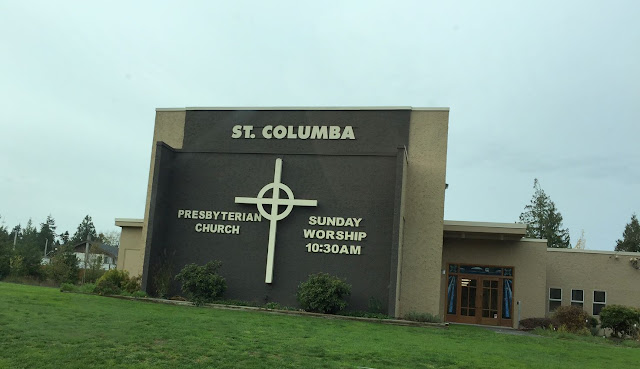 ST. COLUMBA
PRESBYTERIAN
CHURCH
SUNDAY
WORSHIP
10:30AM